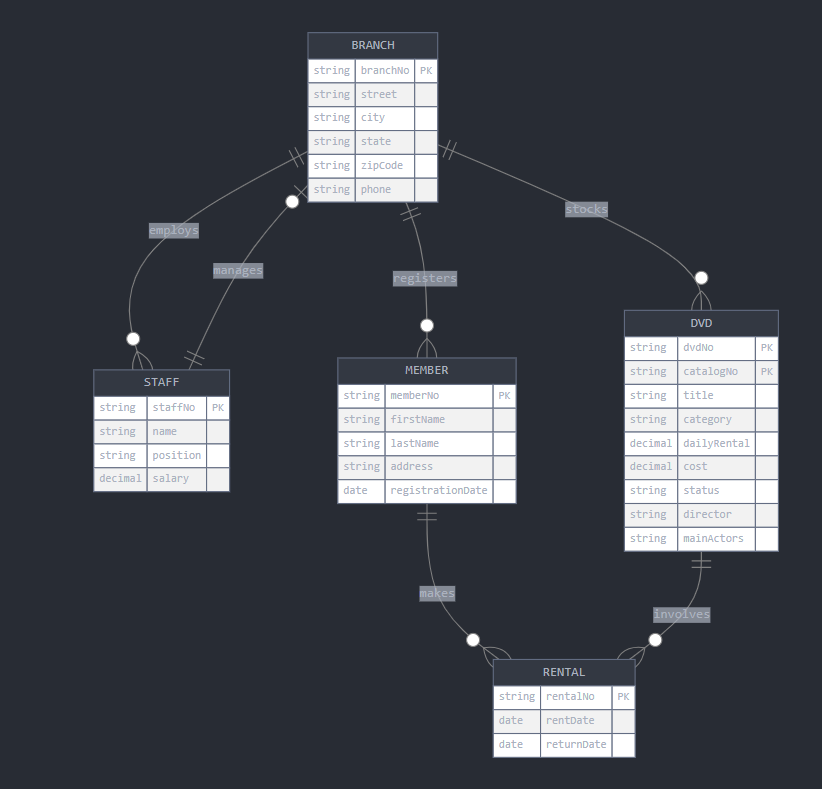 BRANCH
string branchNo PK
string street
string city
string state
string zipCode
string phone
employs
manages
registers
stocks
STAFF
string staffNo PK
string name
string position
decimal salary
MEMBER
string memberNo PK
string firstName
string lastName
string address
date registrationDate
DVD
string dvdNo PK
string catalogNo PK
string title
string category
decimal dailyRental
decimal cost
string status
string director
string mainActors
makes
involves
RENTAL
string rentalNo PK
date rentDate
date returnDate